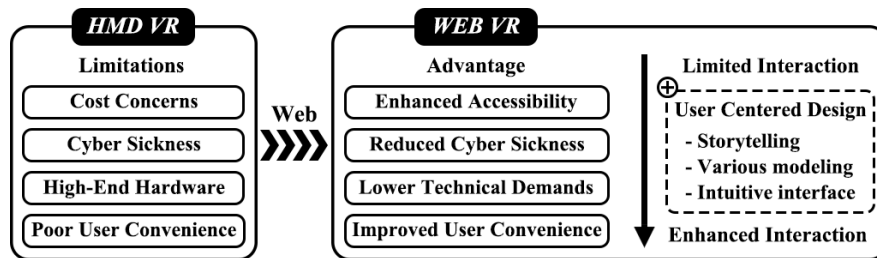 HMD VR
Limitations
Cost Concerns
Cyber Sickness
High-End Hardware
Poor User Convenience
Web
WEB VR
Advantage
Enhanced Accessibility
Reduced Cyber Sickness
Lower Technical Demands
Improved User Convenience
Limited Interaction
User Centered Design
- Storytelling
- Various modeling
- Intuitive interface
Enhanced Interaction